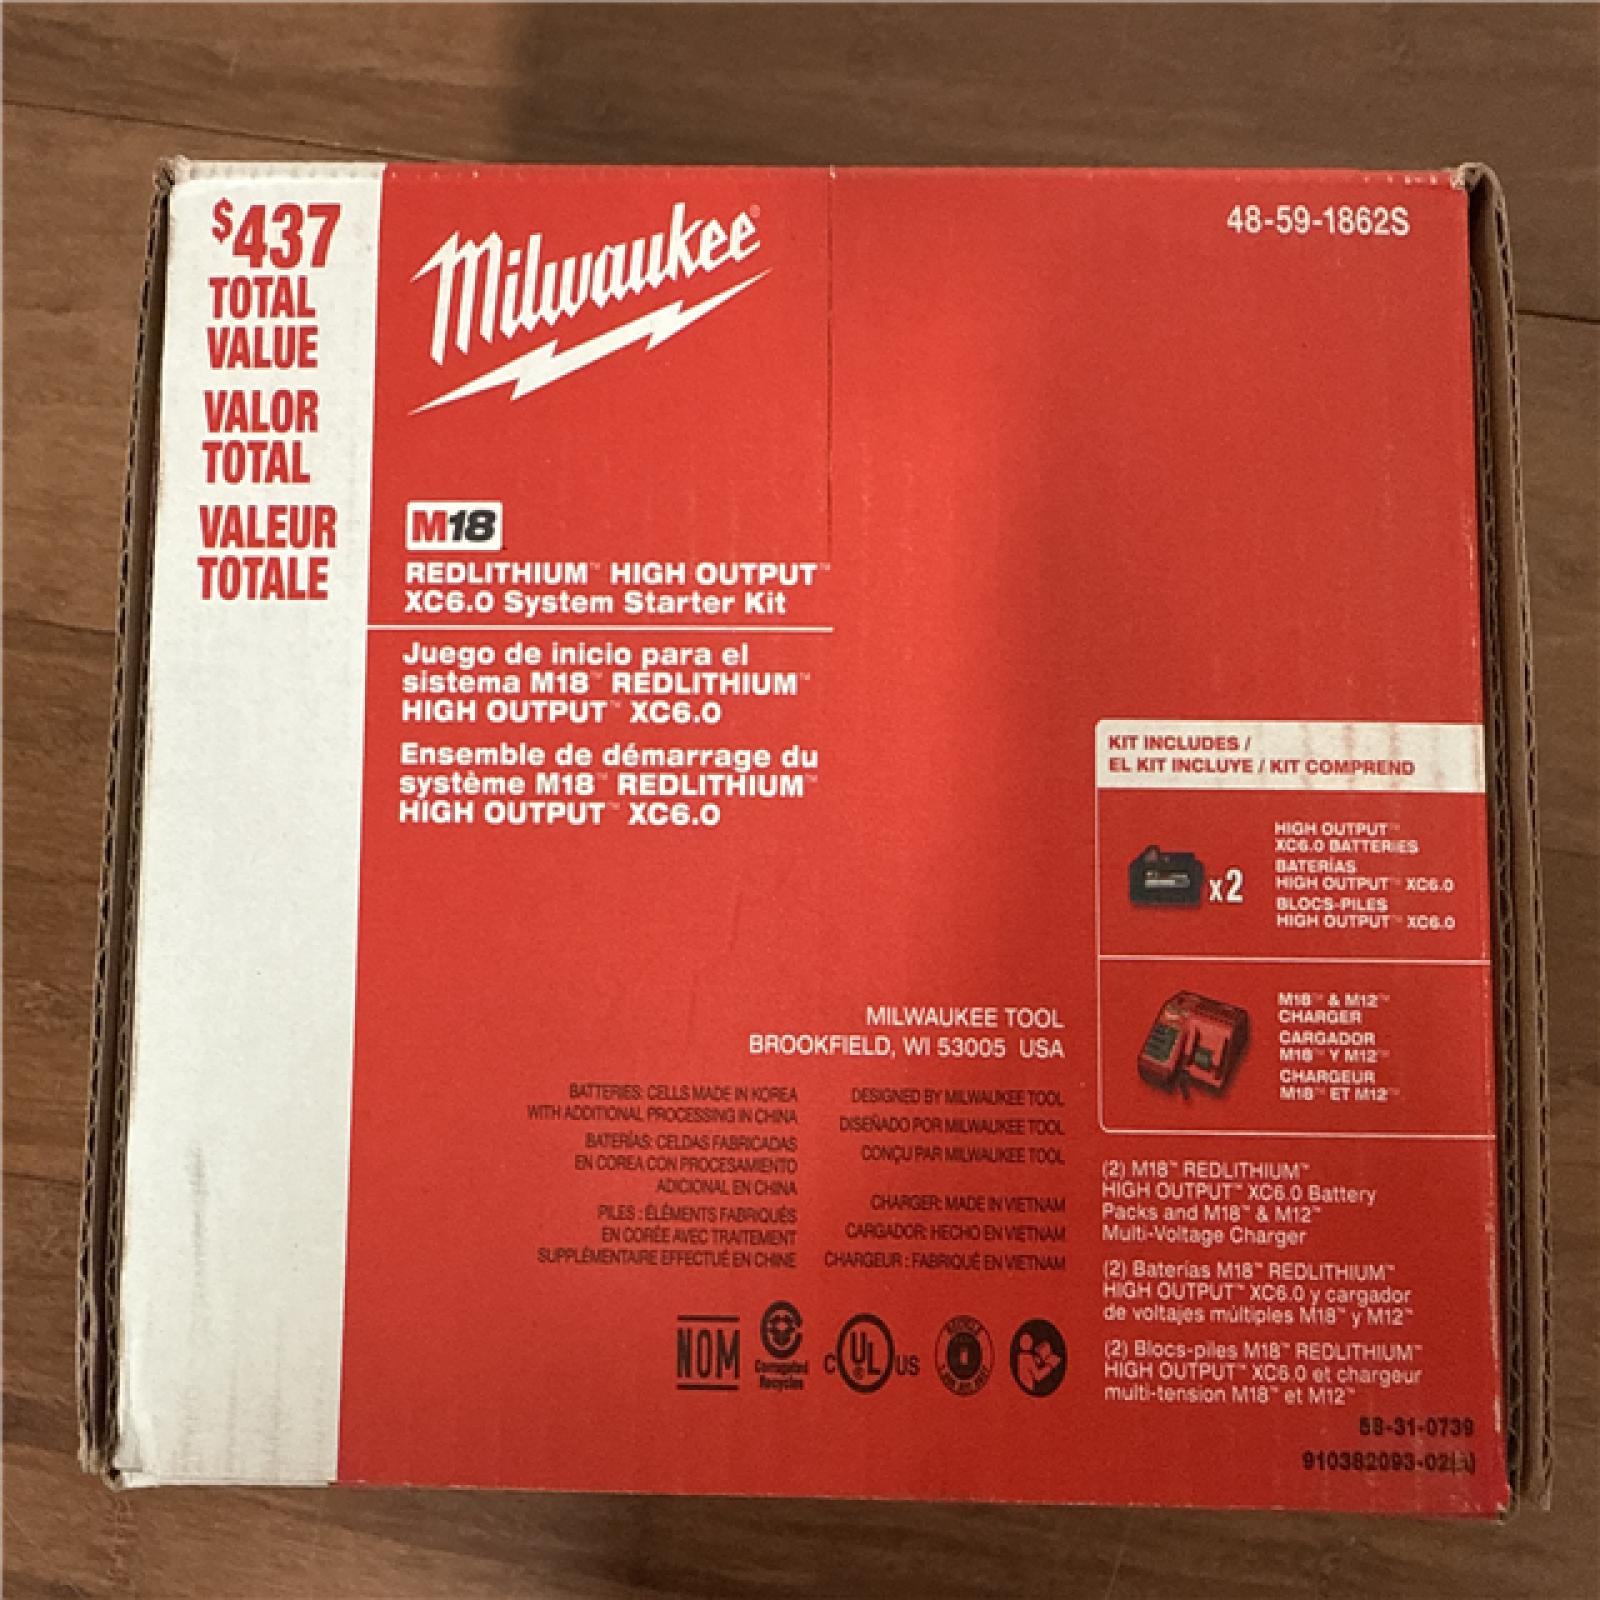 $437
TOTAL
VALUE
VALOR
TOTAL
VALEUR
TOTALE
Milwaukee®
48-59-1862S
M18
REDLITHIUM™ HIGH OUTPUT™
XC6.0 System Starter Kit
Juego de inicio para el
sistema M18™ REDLITHIUM™
HIGH OUTPUT™ XC6.0
Ensemble de démarrage du
système M18™ REDLITHIUM™
HIGH OUTPUT™ XC6.0
KIT INCLUDES /
EL KIT INCLUYE / KIT COMPREND
x2
HIGH OUTPUT™
XC6.0 BATTERIES
BATERÍAS
HIGH OUTPUT™ XC6.0
BLOCS-PILES
HIGH OUTPUT™ XC6.0
M18™ & M12™
CHARGER
CARGADOR
M18™ Y M12™
CHARGEUR
M18™ ET M12™
MILWAUKEE TOOL
BROOKFIELD, WI 53005 USA
BATTERIES: CELLS MADE IN KOREA
WITH ADDITIONAL PROCESSING IN CHINA
BATERÍAS: CELDAS FABRICADAS
EN COREA CON PROCESAMIENTO
ADICIONAL EN CHINA
PILES : ÉLÉMENTS FABRIQUÉS
EN CORÉE AVEC TRAITEMENT
SUPPLÉMENTAIRE EFFECTUÉ EN CHINE
DESIGNED BY MILWAUKEE TOOL
DISEÑADO POR MILWAUKEE TOOL
CONÇU PAR MILWAUKEE TOOL
CHARGER: MADE IN VIETNAM
CARGADOR: HECHO EN VIETNAM
CHARGEUR : FABRIQUÉ EN VIETNAM
(2) M18™ REDLITHIUM™
HIGH OUTPUT™ XC6.0 Battery
Packs and M18™ & M12™
Multi-Voltage Charger
(2) Baterías M18™ REDLITHIUM™
HIGH OUTPUT™ XC6.0 y cargador
de voltajes múltiples M18™ y M12™
(2) Blocs-piles M18™ REDLITHIUM™
HIGH OUTPUT™ XC6.0 et chargeur
multi-tension M18™ et M12™
NOM
Corrugated
Recycles
C UL US
RECYCLE
58-31-0739
910382093-02